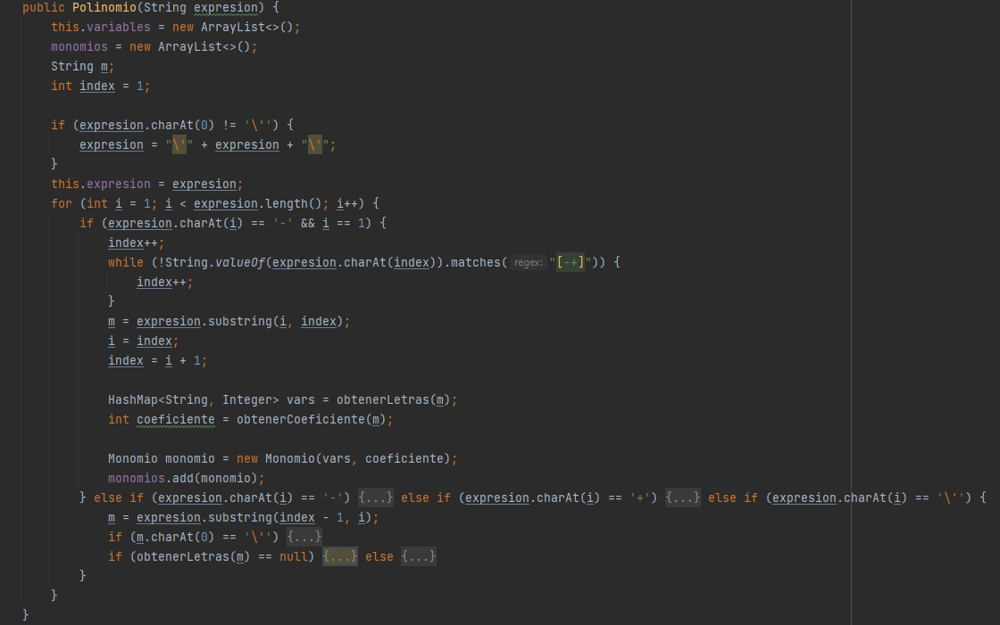 public Polinomio(String expresion) {
    this.variables = new ArrayList<>();
    monomios = new ArrayList<>();
    String m;
    int index = 1;

    if (expresion.charAt(0) != '\'') {
        expresion = "\'" + expresion + "\'";
    }
    this.expresion = expresion;
    for (int i = 1; i < expresion.length(); i++) {
        if (expresion.charAt(i) == '-' && i == 1) {
            index++;
            while (!String.valueOf(expresion.charAt(index)).matches( regex: "[-+]")) {
                index++;
            }
            m = expresion.substring(i, index);
            i = index;
            index = i + 1;

            HashMap<String, Integer> vars = obtenerLetras(m);
            int coeficiente = obtenerCoeficiente(m);

            Monomio monomio = new Monomio(vars, coeficiente);
            monomios.add(monomio);
        } else if (expresion.charAt(i) == '-') {...} else if (expresion.charAt(i) == '+') {...} else if (expresion.charAt(i) == '\'') {
            m = expresion.substring(index - 1, i);
            if (m.charAt(0) == '\'') {...}
            if (obtenerLetras(m) == null) {...} else {...}
        }
    }
}